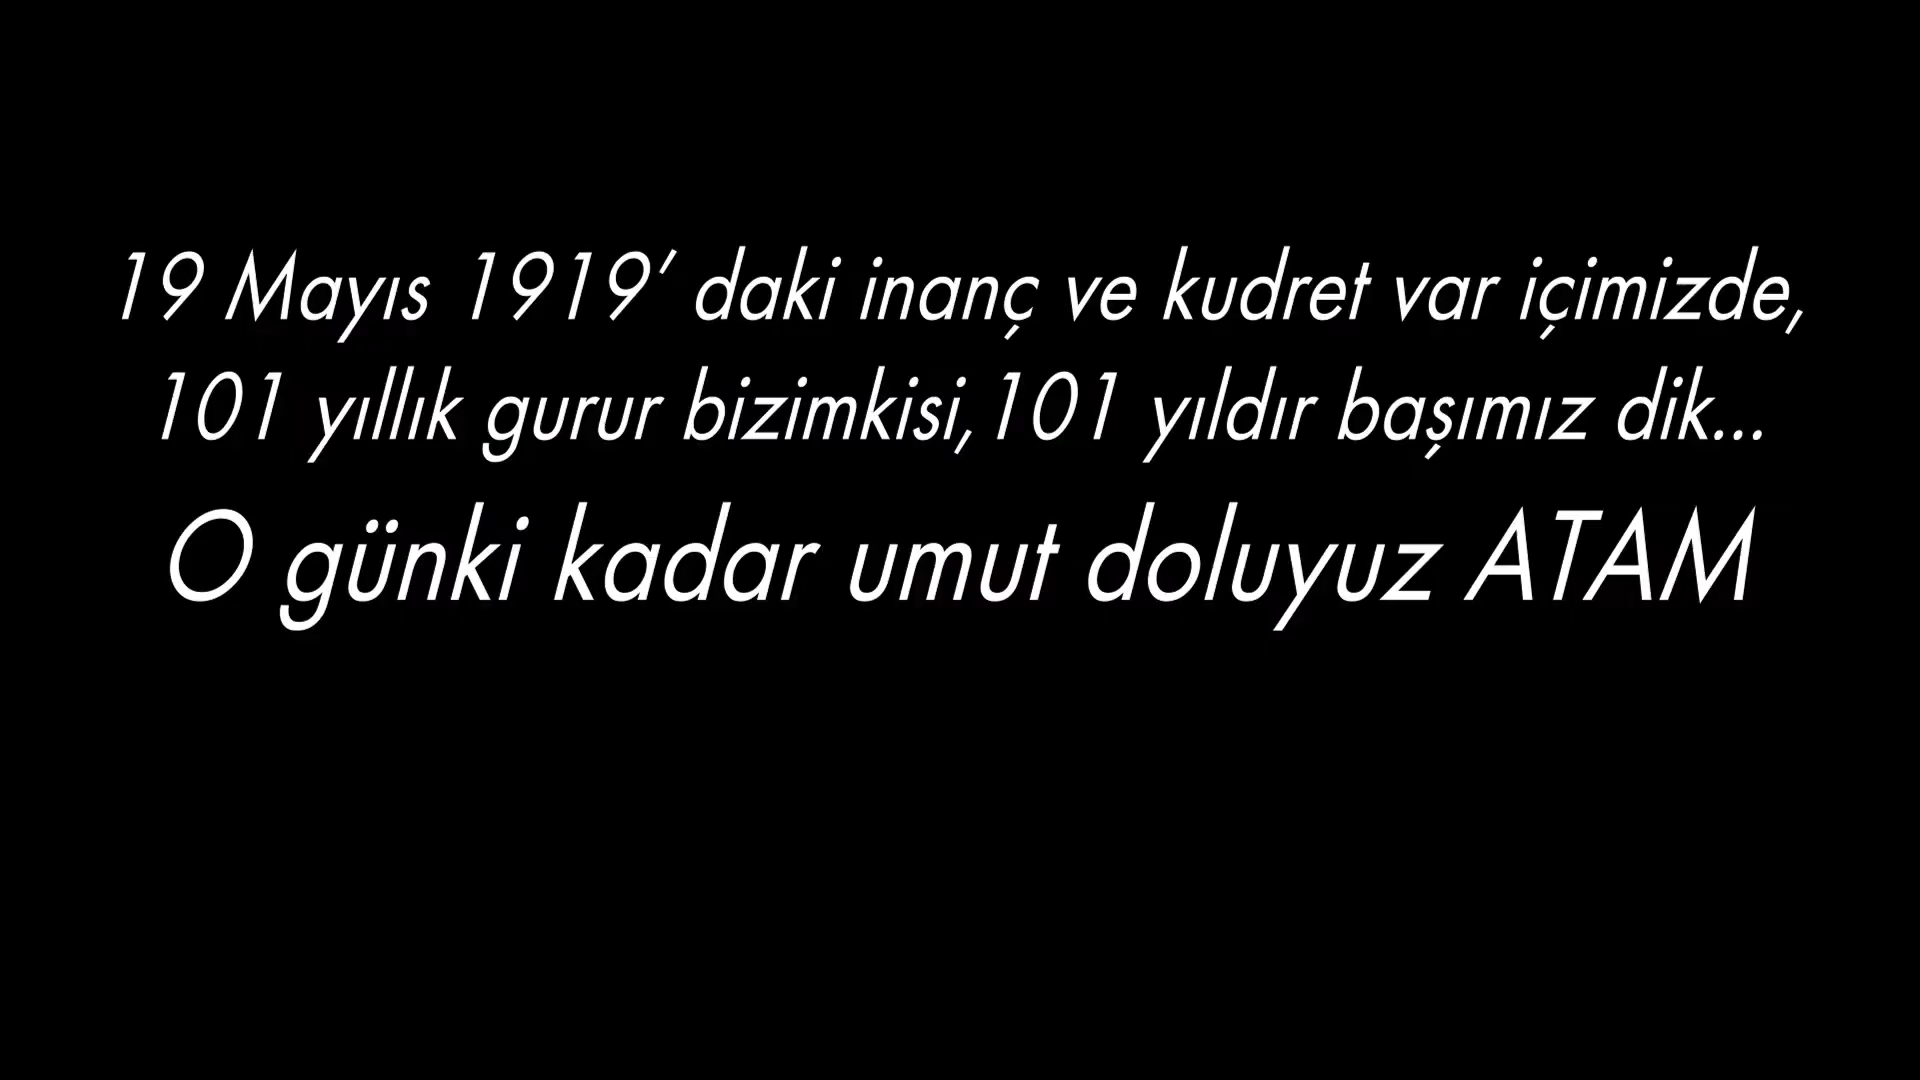 19 Mayıs 1919’ daki inanç ve kudret var içimizde,
101 yıllık gurur bizimkisi,101 yıldır başımız dik...
O günki kadar umut doluyuz ATAM